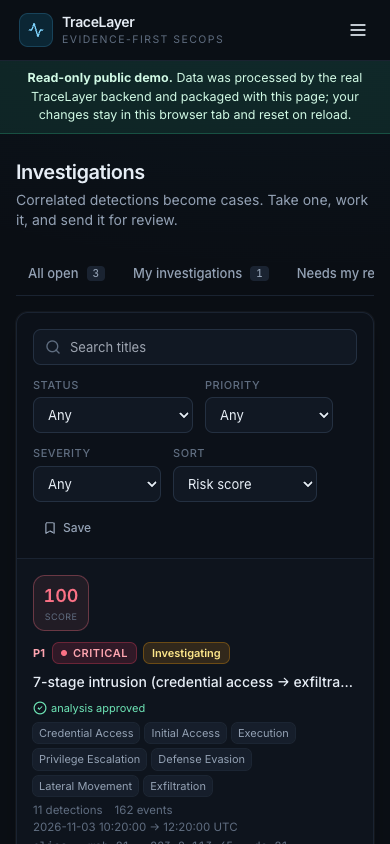 TraceLayer
EVIDENCE-FIRST SECOPS
Read-only public demo. Data was processed by the real
TraceLayer backend and packaged with this page; your
changes stay in this browser tab and reset on reload.
Investigations
Correlated detections become cases. Take one, work
it, and send it for review.
All open 3 My investigations 1 Needs my re
Search titles
STATUS PRIORITY
Any Any
SEVERITY SORT
Any Risk score
Save
100
SCORE
P1 CRITICAL Investigating
7-stage intrusion (credential access → exfiltra...
analysis approved
Credential Access Initial Access Execution
Privilege Escalation Defense Evasion
Lateral Movement Exfiltration
11 detections 162 events
2026-11-03 10:20:00 → 12:20:00 UTC